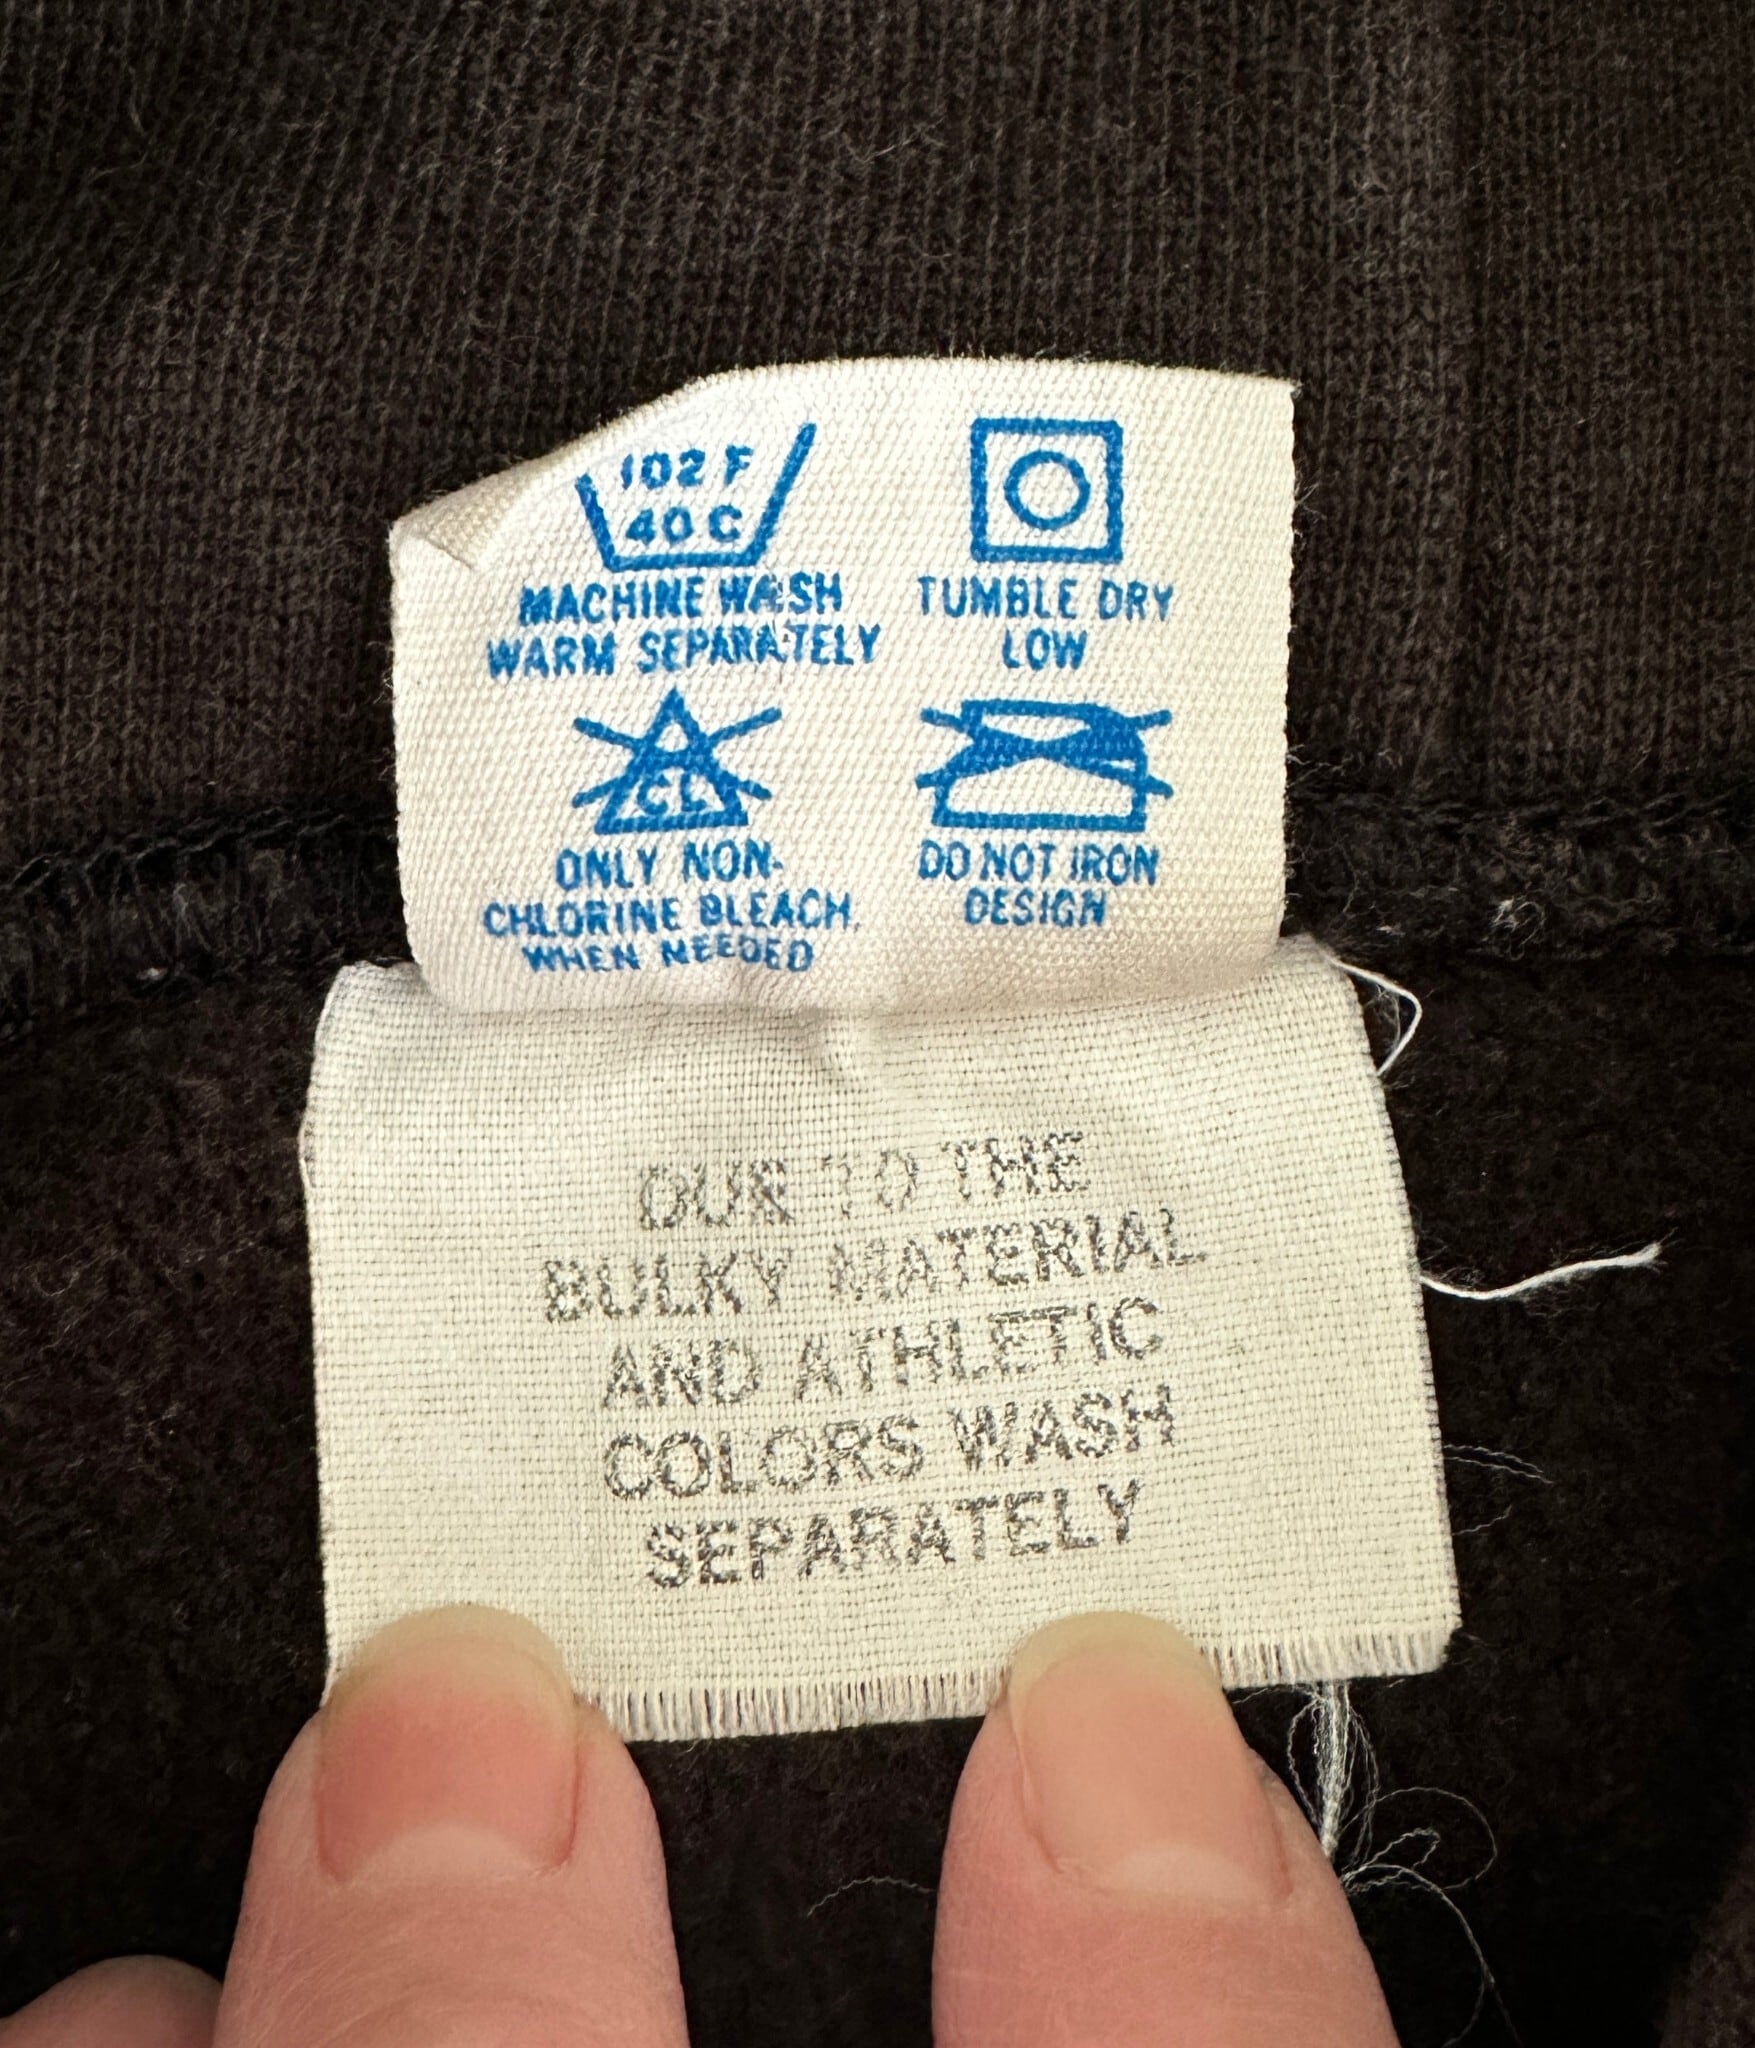 102 F
40 C
MACHINE WASH
WARM SEPARATELY
TUMBLE DRY
LOW
CL
ONLY NON-
CHLORINE BLEACH,
WHEN NEEDED
DO NOT IRON
DESIGN
DUE TO THE
BULKY MATERIAL
AND ATHLETIC
COLORS WASH
SEPARATELY